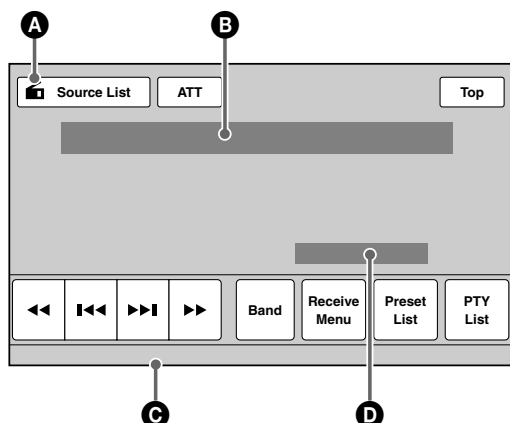 A B
Source List ATT Top
Band Receive Menu Preset List PTY List
C D